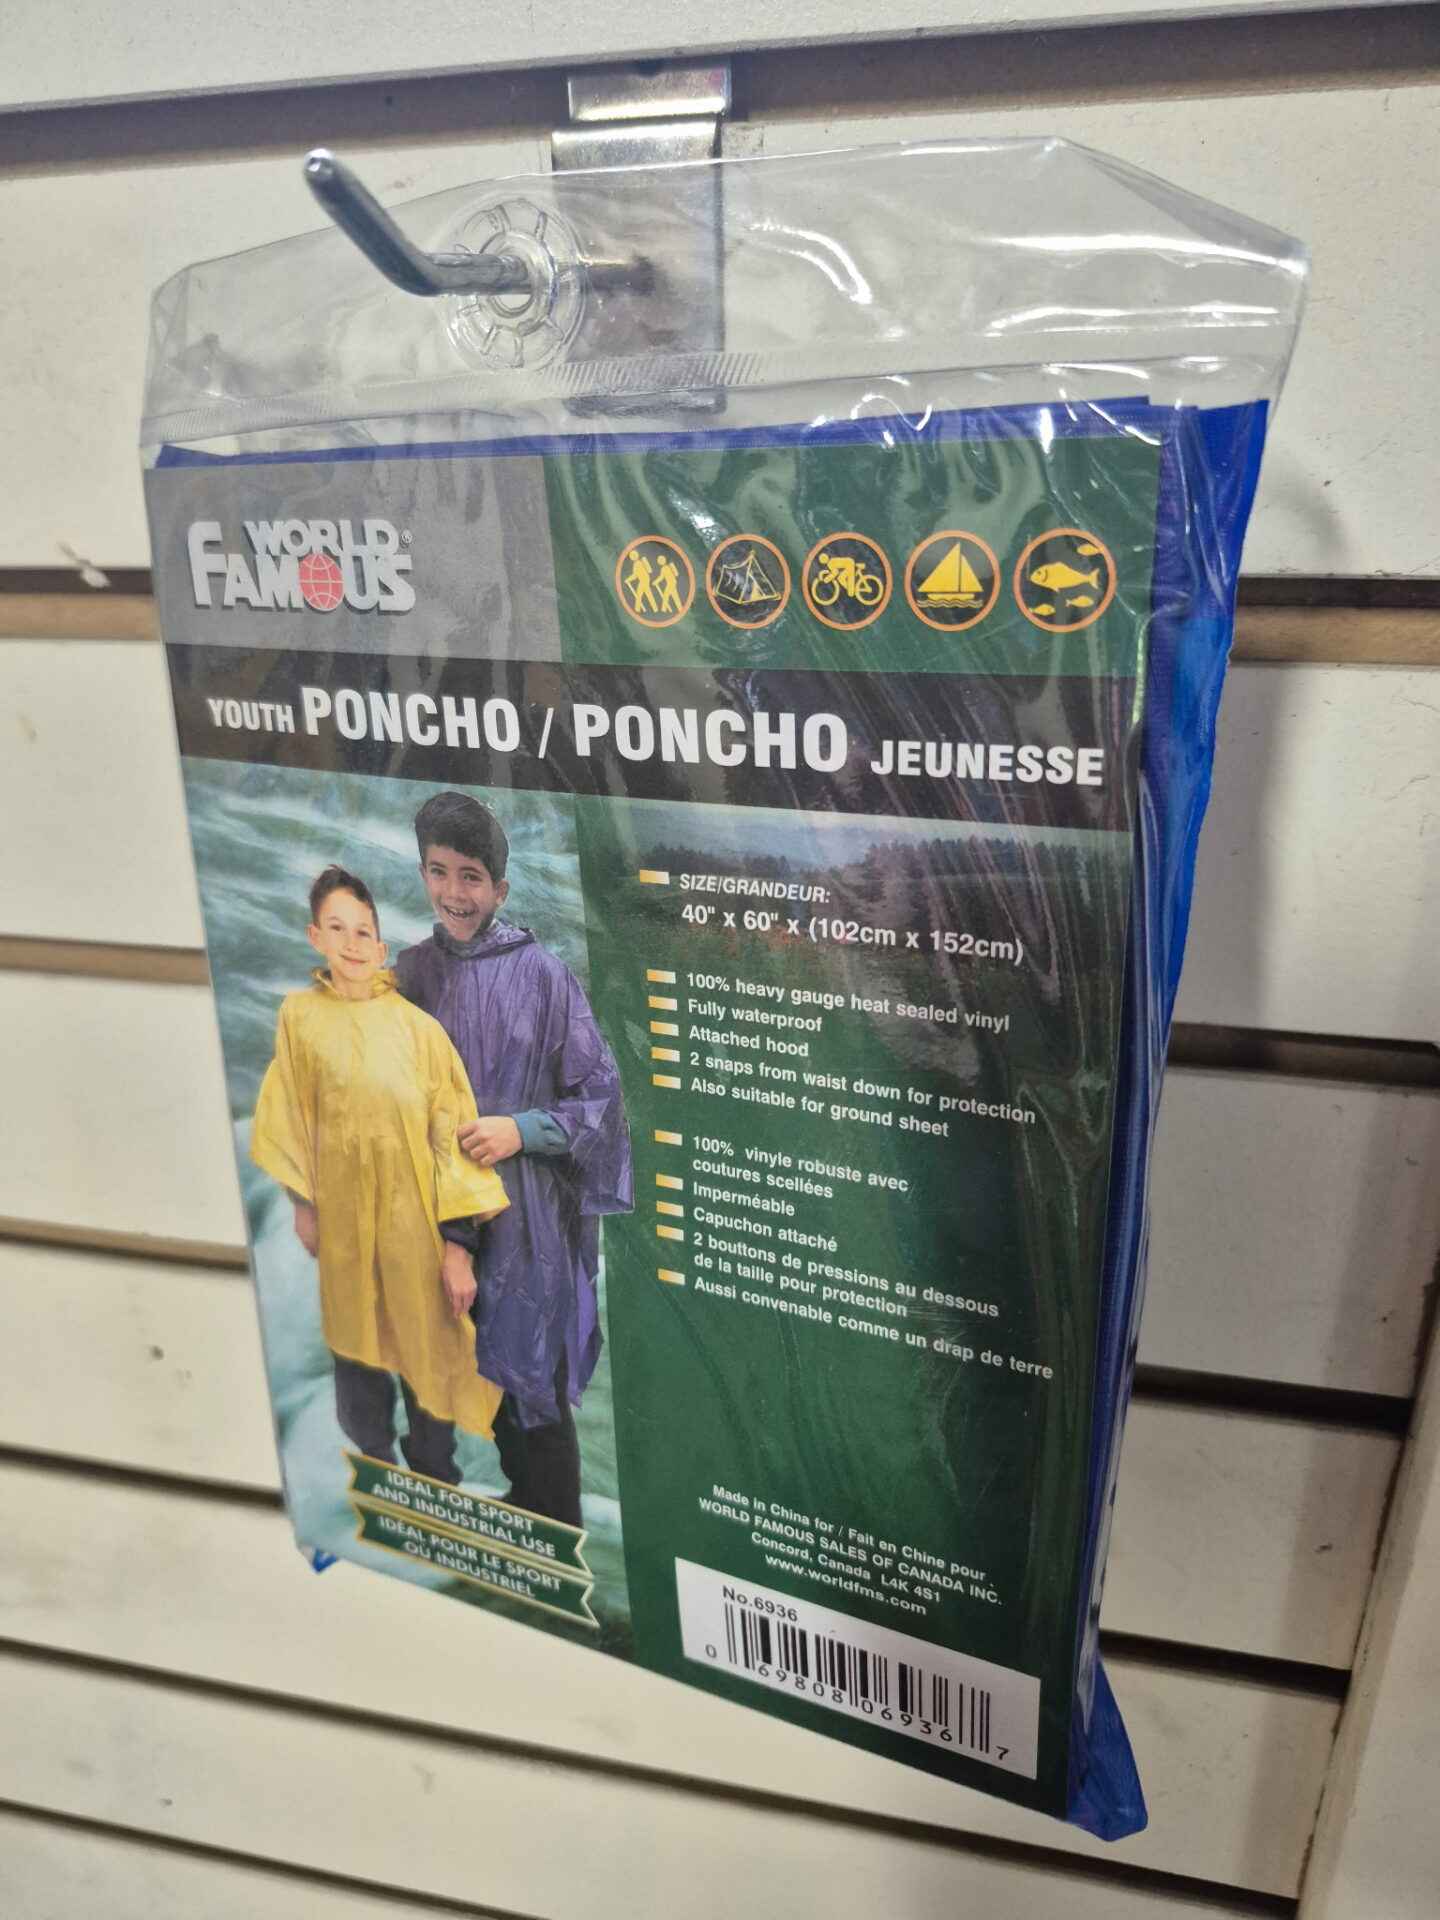 WORLD
FAMOUS®
YOUTH PONCHO / PONCHO JEUNESSE
SIZE/GRANDEUR:
40" x 60" x (102cm x 152cm)
100% heavy gauge heat sealed vinyl
Fully waterproof
Attached hood
2 snaps from waist down for protection
Also suitable for ground sheet
100% vinyle robuste avec
coutures scellées
Imperméable
Capuchon attaché
2 bouttons de pressions au dessous
de la taille pour protection
Aussi convenable comme un drap de terre
IDEAL FOR SPORT
AND INDUSTRIAL USE
IDÉAL POUR LE SPORT
OU INDUSTRIEL
Made in China for / Fait en Chine pour
WORLD FAMOUS SALES OF CANADA INC.
Concord, Canada L4K 4S1
www.worldfms.com
No.6936
0 69808 06936 7